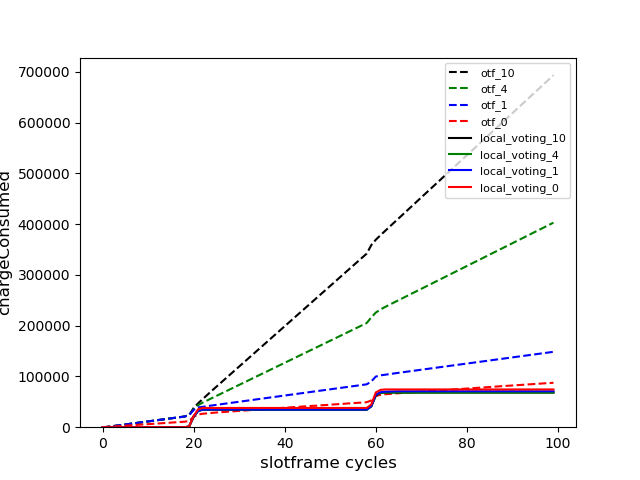 700000
600000
500000
400000
300000
200000
100000
0
chargeConsumed
otf_10
otf_4
otf_1
otf_0
local_voting_10
local_voting_4
local_voting_1
local_voting_0
0 20 40 60 80 100
slotframe cycles